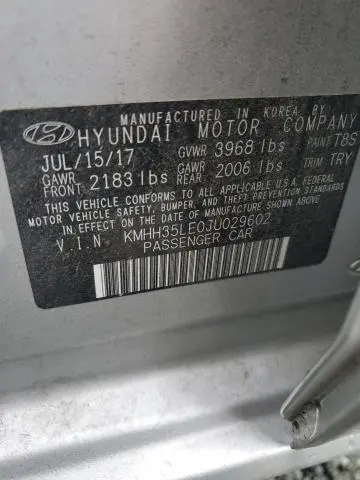 MANUFACTURED IN KOREA BY
HYUNDAI MOTOR COMPANY
JUL/15/17 GVWR 3968 lbs PAINT T8S
GAWR FRONT 2183 lbs GAWR REAR 2006 lbs TRIM TRY
THIS VEHICLE CONFORMS TO ALL APPLICABLE U.S.A. FEDERAL
MOTOR VEHICLE SAFETY, BUMPER, AND THEFT PREVENTION STANDARDS
IN EFFECT ON THE DATE OF MANUFACTURE SHOWN ABOVE.
V.I.N KMHH35LE0JU029602
PASSENGER CAR